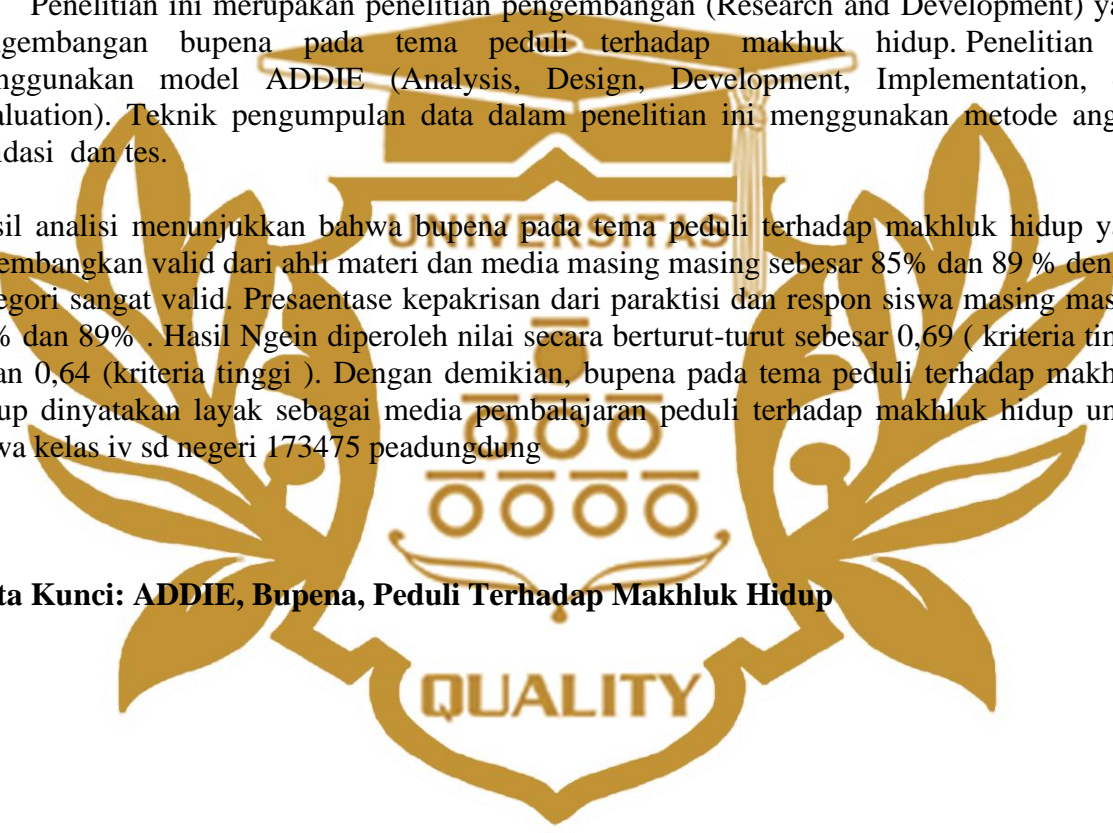 Penelitian ini merupakan penelitian pengembangan (Research and Development) ya
ngembangan bupena pada tema peduli terhadap makhuk hidup. Penelitian
nggunakan model ADDIE (Analysis, Design, Development, Implementation,
aluation). Teknik pengumpulan data dalam penelitian ini menggunakan metode ang
idasi dan tes.
sil analisi menunjukkan bahwa bupena pada tema peduli terhadap makhluk hidup ya
embangkan valid dari ahli materi dan media masing masing sebesar 85% dan 89 % den
egori sangat valid. Presaentase kepakrisan dari paraktisi dan respon siswa masing mas
% dan 89% . Hasil Ngein diperoleh nilai secara berturut-turut sebesar 0,69 ( kriteria tin
an 0,64 (kriteria tinggi ). Dengan demikian, bupena pada tema peduli terhadap makh
up dinyatakan layak sebagai media pembalajaran peduli terhadap makhluk hidup un
wa kelas iv sd negeri 173475 peadungdung
ta Kunci: ADDIE, Bupena, Peduli Terhadap Makhluk Hidup
UNIVERSITAS
QUALITY